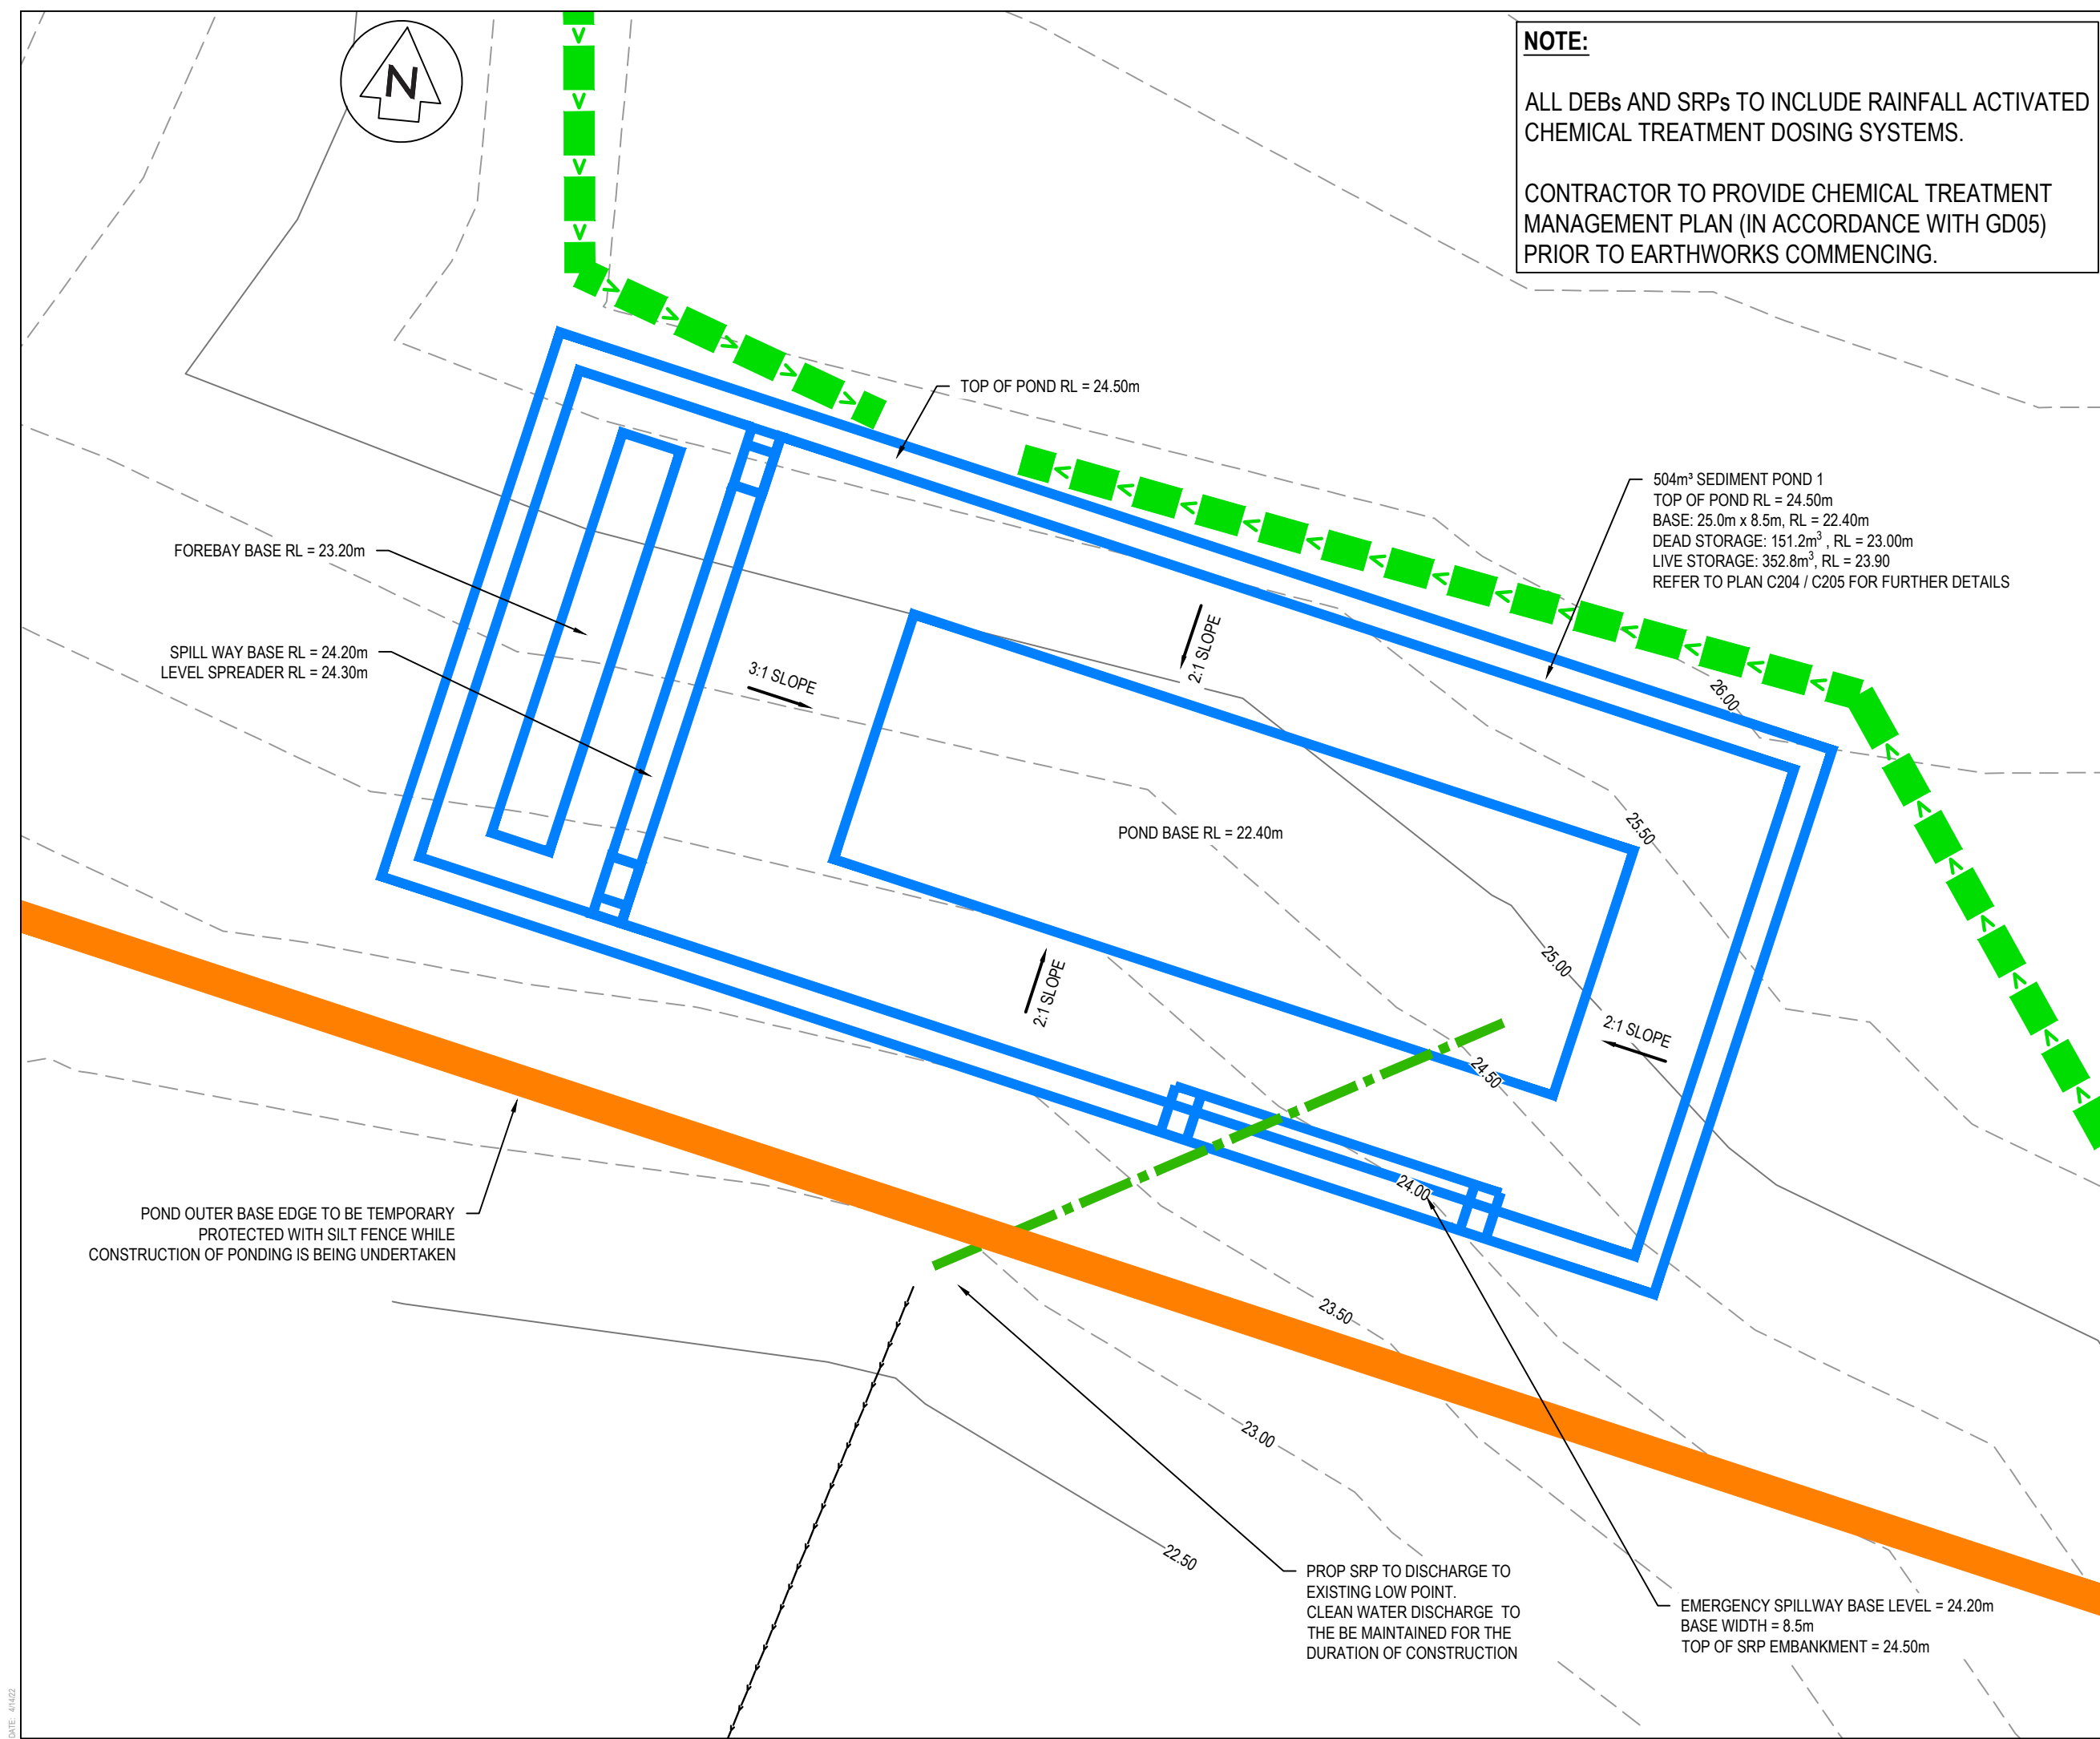 N
NOTE:
ALL DEBs AND SRPs TO INCLUDE RAINFALL ACTIVATED
CHEMICAL TREATMENT DOSING SYSTEMS.
CONTRACTOR TO PROVIDE CHEMICAL TREATMENT
MANAGEMENT PLAN (IN ACCORDANCE WITH GD05)
PRIOR TO EARTHWORKS COMMENCING.
TOP OF POND RL = 24.50m
504m³ SEDIMENT POND 1
TOP OF POND RL = 24.50m
BASE: 25.0m x 8.5m, RL = 22.40m
DEAD STORAGE: 151.2m³ , RL = 23.00m
LIVE STORAGE: 352.8m³, RL = 23.90
REFER TO PLAN C204 / C205 FOR FURTHER DETAILS
FOREBAY BASE RL = 23.20m
SPILL WAY BASE RL = 24.20m
LEVEL SPREADER RL = 24.30m
3:1 SLOPE
2:1 SLOPE
26.00
25.50
POND BASE RL = 22.40m
25.00
2:1 SLOPE
2:1 SLOPE
24.50
24.00
POND OUTER BASE EDGE TO BE TEMPORARY
PROTECTED WITH SILT FENCE WHILE
CONSTRUCTION OF PONDING IS BEING UNDERTAKEN
23.50
23.00
22.50
PROP SRP TO DISCHARGE TO
EXISTING LOW POINT.
CLEAN WATER DISCHARGE TO
THE BE MAINTAINED FOR THE
DURATION OF CONSTRUCTION
EMERGENCY SPILLWAY BASE LEVEL = 24.20m
BASE WIDTH = 8.5m
TOP OF SRP EMBANKMENT = 24.50m
DATE: 4/14/22